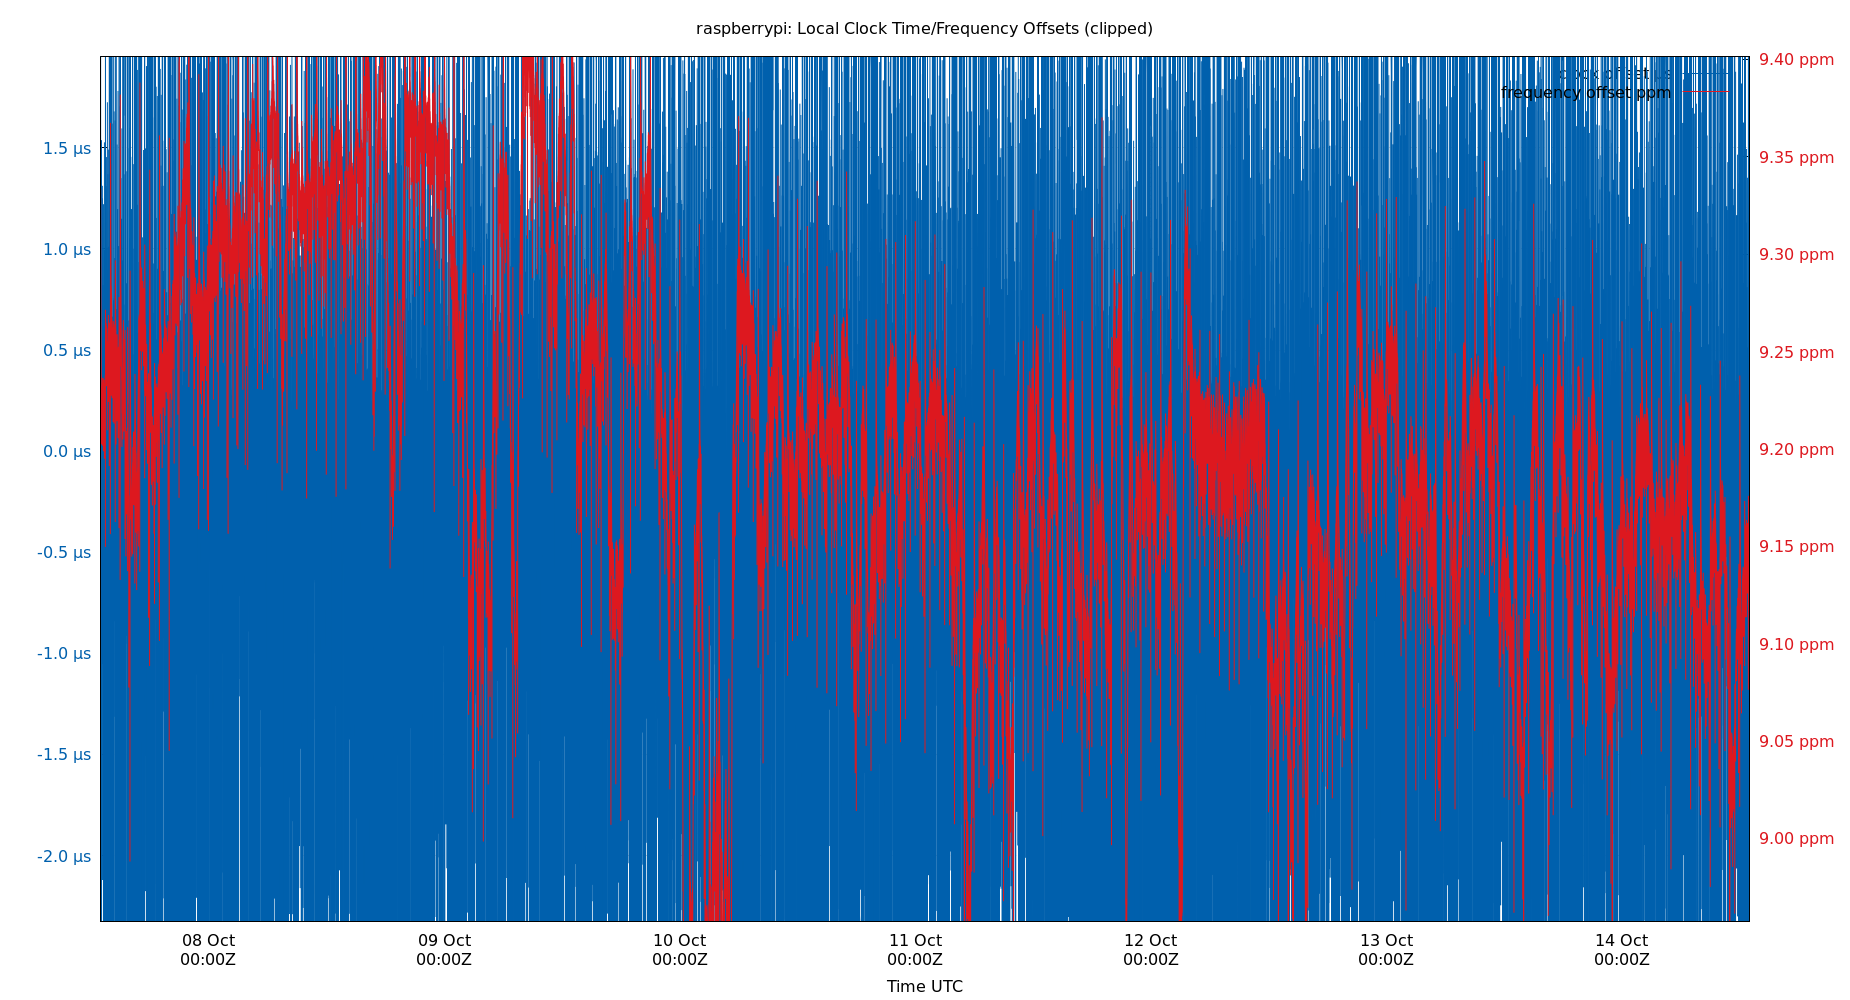 raspberrypi: Local Clock Time/Frequency Offsets (clipped)
clock offset µs
frequency offset ppm
1.5 µs
1.0 µs
0.5 µs
0.0 µs
-0.5 µs
-1.0 µs
-1.5 µs
-2.0 µs
9.40 ppm
9.35 ppm
9.30 ppm
9.25 ppm
9.20 ppm
9.15 ppm
9.10 ppm
9.05 ppm
9.00 ppm
08 Oct 09 Oct 10 Oct 11 Oct 12 Oct 13 Oct 14 Oct
00:00Z 00:00Z 00:00Z 00:00Z 00:00Z 00:00Z 00:00Z
Time UTC